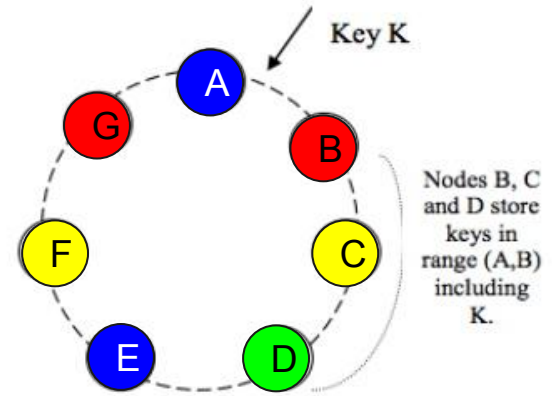 Key K
A
G
B
Nodes B, C
and D store
keys in
range (A,B)
including
K.
F
C
E
D